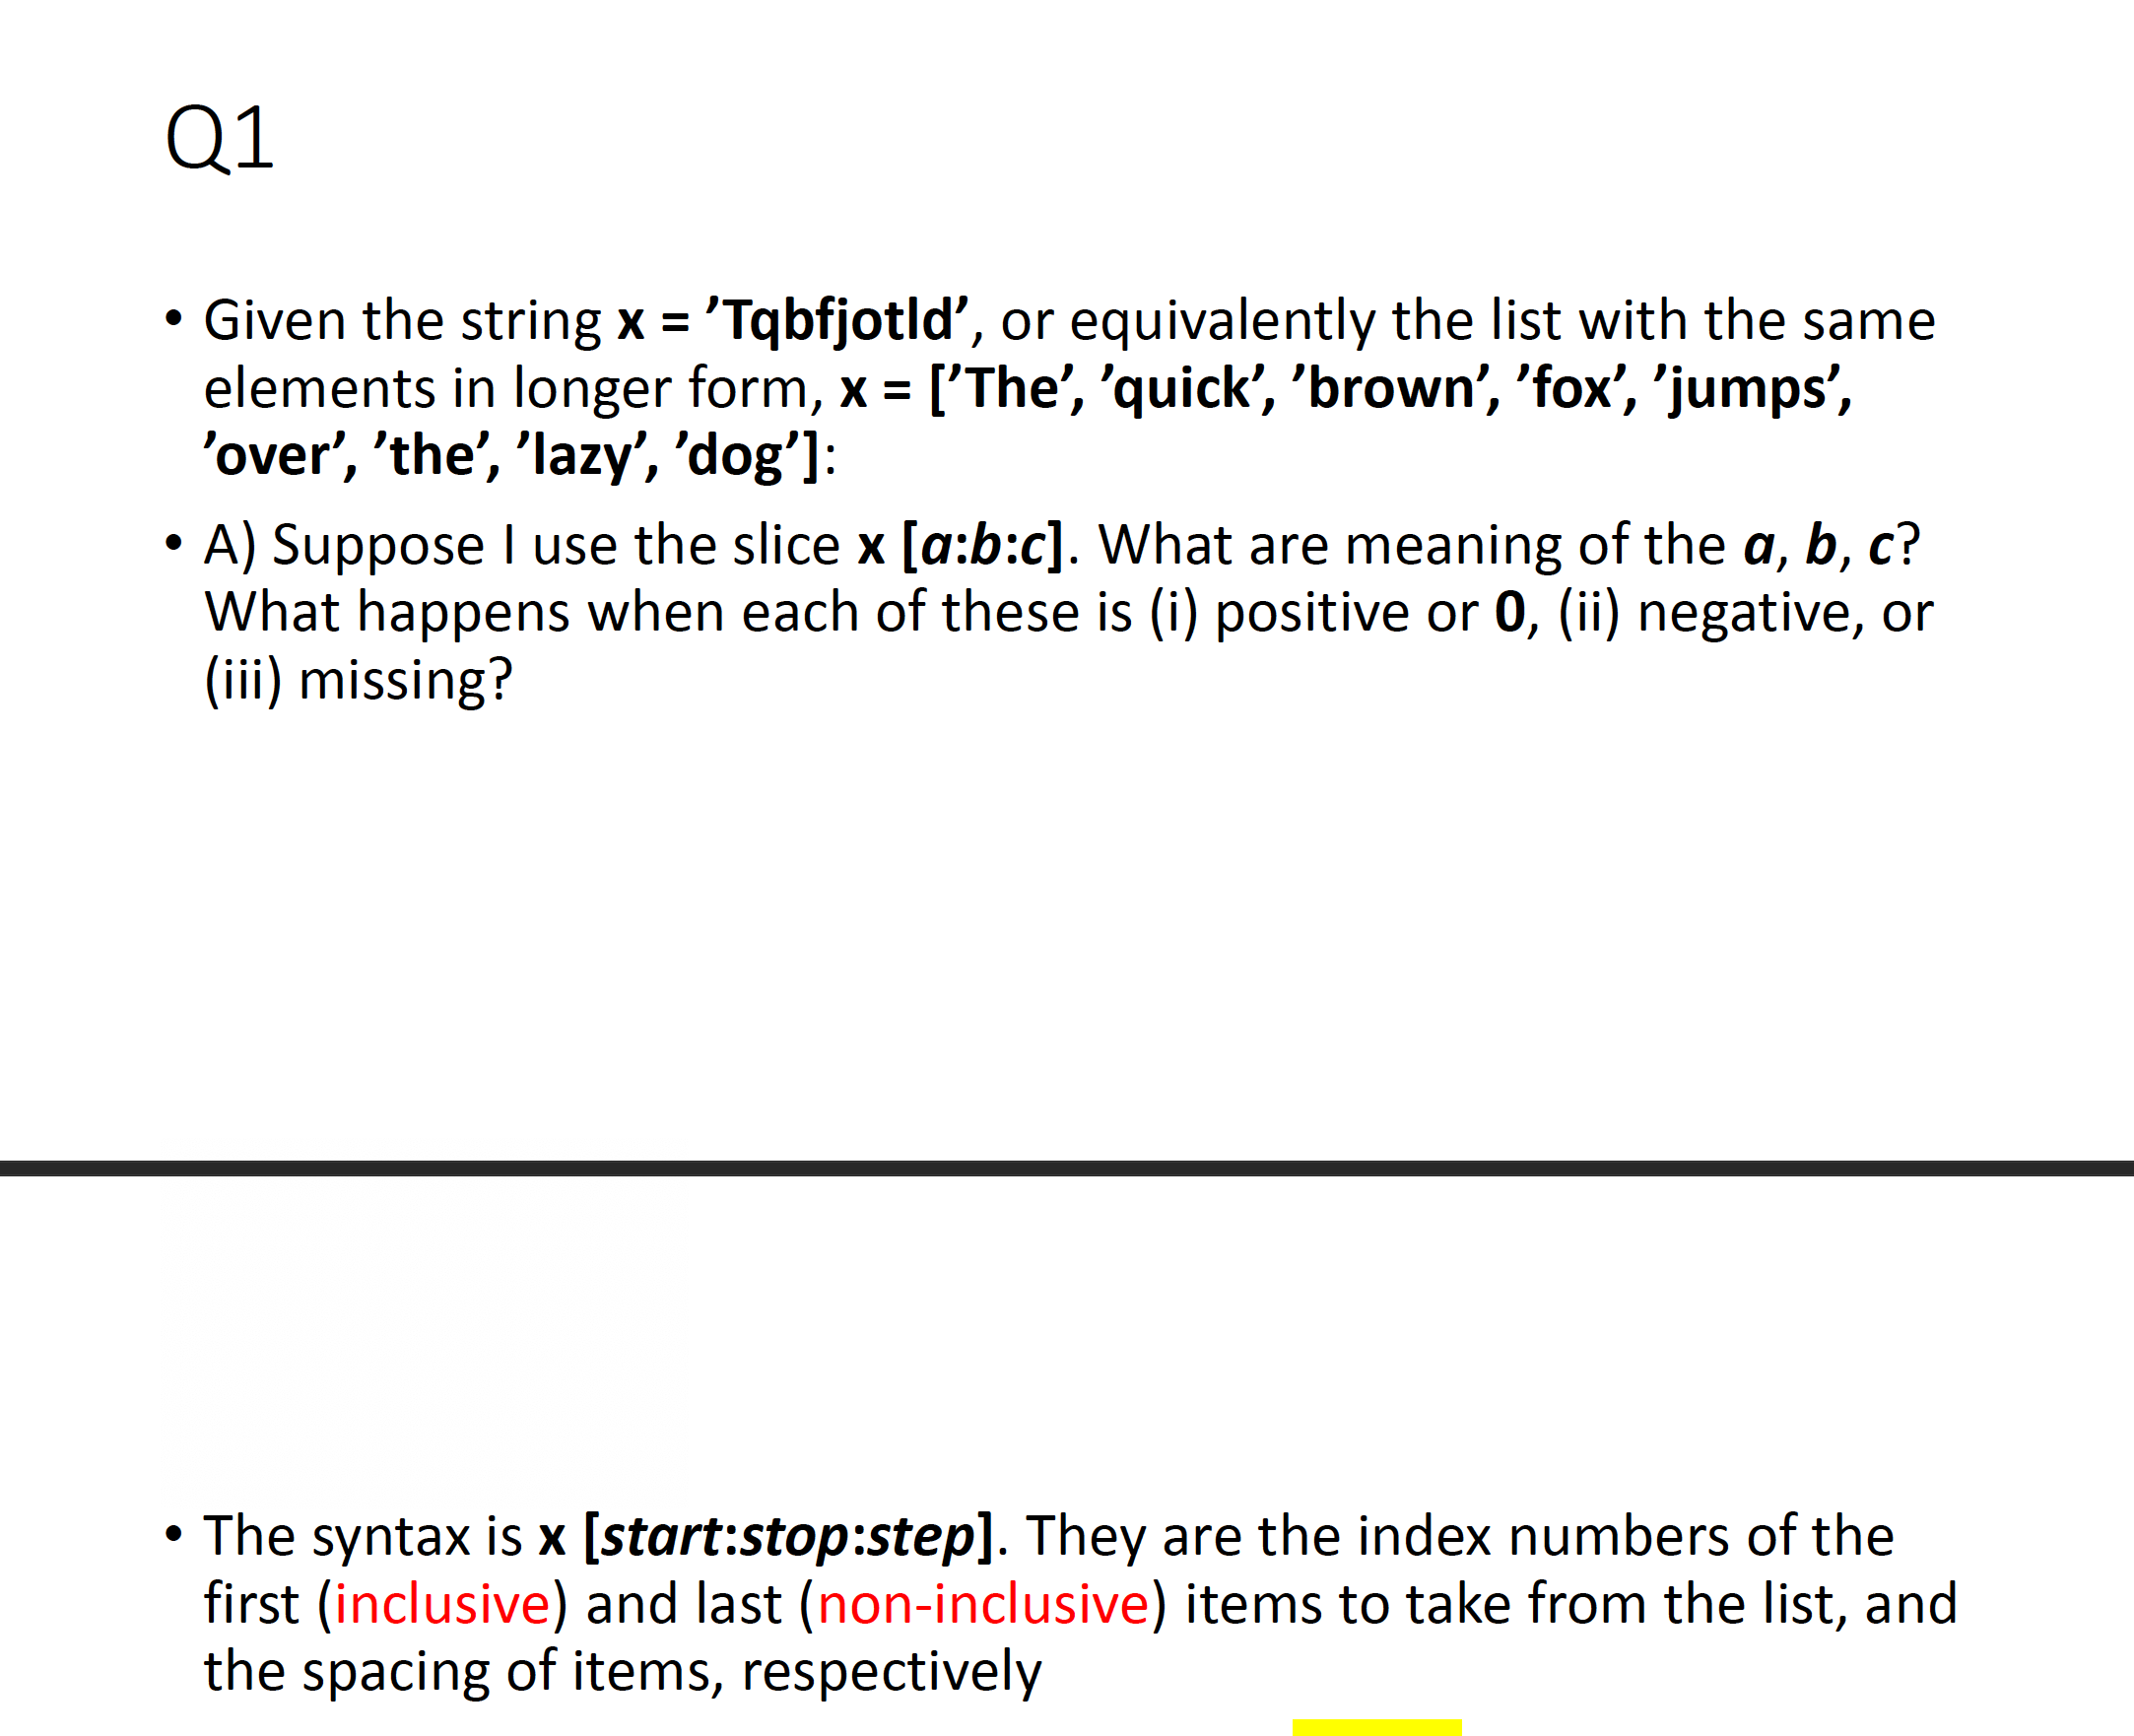 Q1
• Given the string x = ’Tqbfjotld’, or equivalently the list with the same
elements in longer form, x = [’The’, ’quick’, ’brown’, ’fox’, ’jumps’,
’over’, ’the’, ’lazy’, ’dog’]:
• A) Suppose I use the slice x [a:b:c]. What are meaning of the a, b, c?
What happens when each of these is (i) positive or 0, (ii) negative, or
(iii) missing?
• The syntax is x [start:stop:step]. They are the index numbers of the
first (inclusive) and last (non-inclusive) items to take from the list, and
the spacing of items, respectively